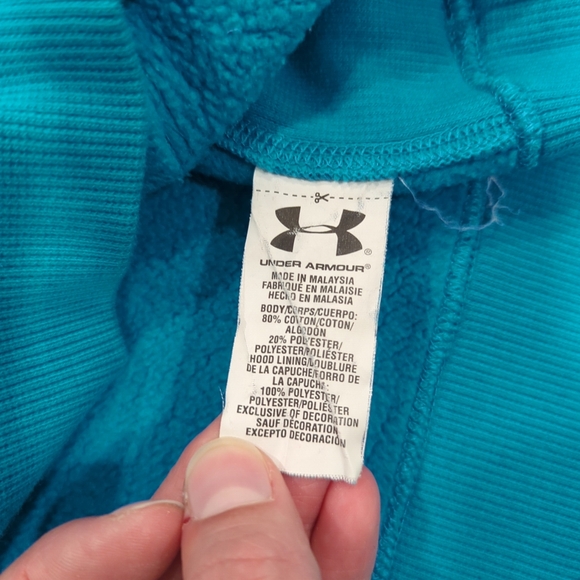 UNDER ARMOUR®
MADE IN MALAYSIA
FABRIQUÉ EN MALAISIE
HECHO EN MALASIA
BODY/CORPS/CUERPO:
80% COTTON/COTON/
ALGODÓN
20% POLYESTER/
POLYESTER/POLIÉSTER
HOOD LINING/DOUBLURE
DE LA CAPUCHE/FORRO DE
LA CAPUCHA:
100% POLYESTER/
POLYESTER/POLIÉSTER
EXCLUSIVE OF DECORATION
SAUF DÉCORATION
EXCEPTO DECORACIÓN